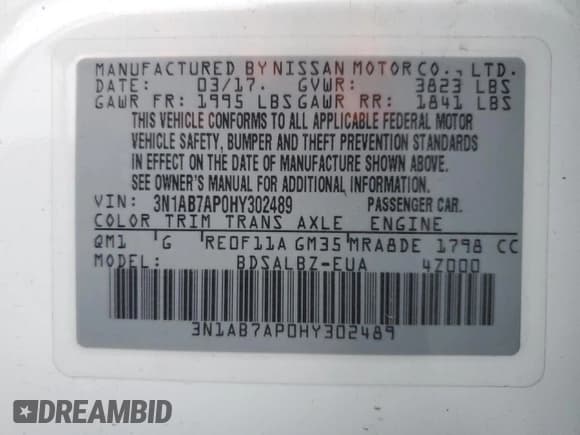 MANUFACTURED BY NISSAN MOTOR CO., LTD.
DATE: 03/17. GVWR: 3823 LBS
GAWR FR: 1995 LBS GAWR RR: 1841 LBS
THIS VEHICLE CONFORMS TO ALL APPLICABLE FEDERAL MOTOR
VEHICLE SAFETY, BUMPER AND THEFT PREVENTION STANDARDS
IN EFFECT ON THE DATE OF MANUFACTURE SHOWN ABOVE.
SEE OWNER'S MANUAL FOR ADDITIONAL INFORMATION.
VIN: 3N1AB7AP0HY302489 PASSENGER CAR.
COLOR TRIM TRANS AXLE ENGINE
QM1 G RE0F11A GM35 MRA8DE 1798 CC
MODEL: BDSALBZ-EUA 4Z000
3N1AB7AP0HY302489
DREAMBID